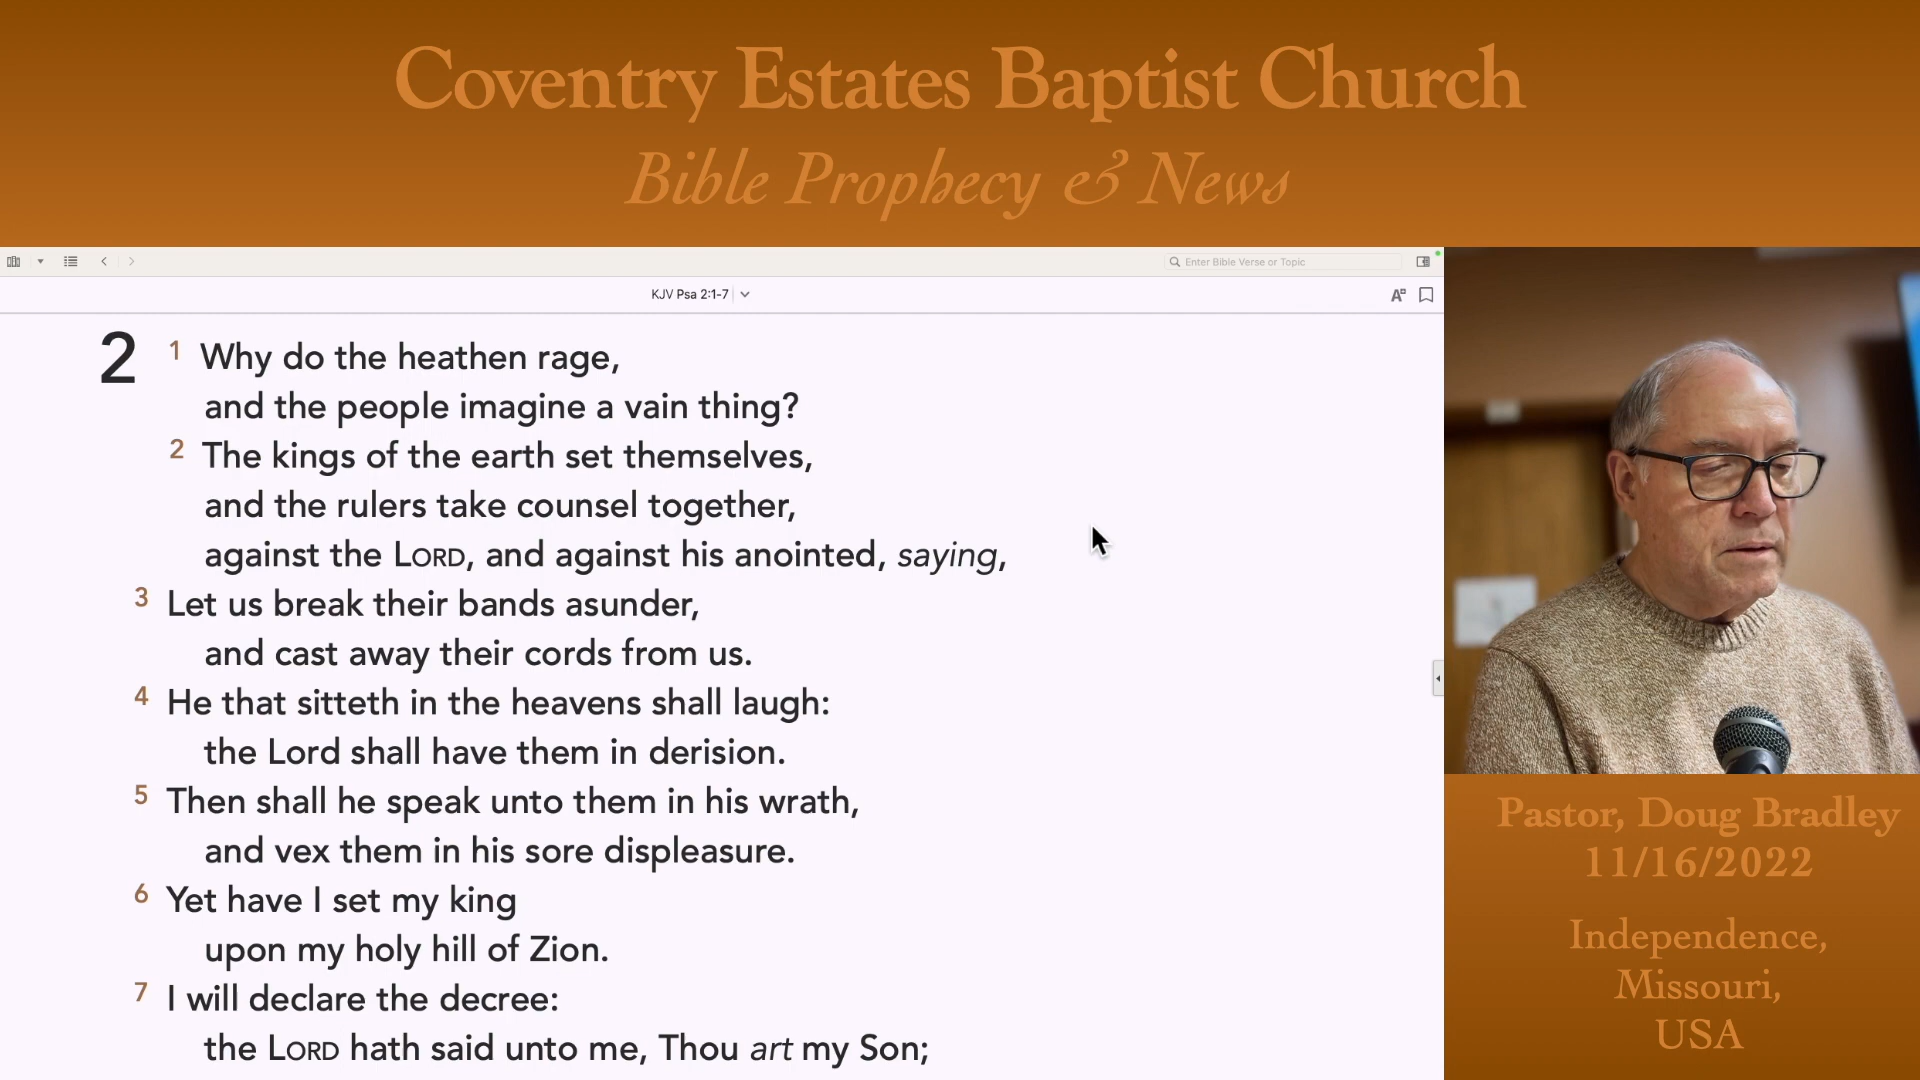 Coventry Estates Baptist Church
Bible Prophecy & News
Enter Bible Verse or Topic
KJV Psa 2:1-7
2 1 Why do the heathen rage,
and the people imagine a vain thing?
2 The kings of the earth set themselves,
and the rulers take counsel together,
against the LORD, and against his anointed, saying,
3 Let us break their bands asunder,
and cast away their cords from us.
4 He that sitteth in the heavens shall laugh:
the Lord shall have them in derision.
5 Then shall he speak unto them in his wrath,
and vex them in his sore displeasure.
6 Yet have I set my king
upon my holy hill of Zion.
7 I will declare the decree:
the LORD hath said unto me, Thou art my Son;
Pastor, Doug Bradley
11/16/2022
Independence,
Missouri,
USA